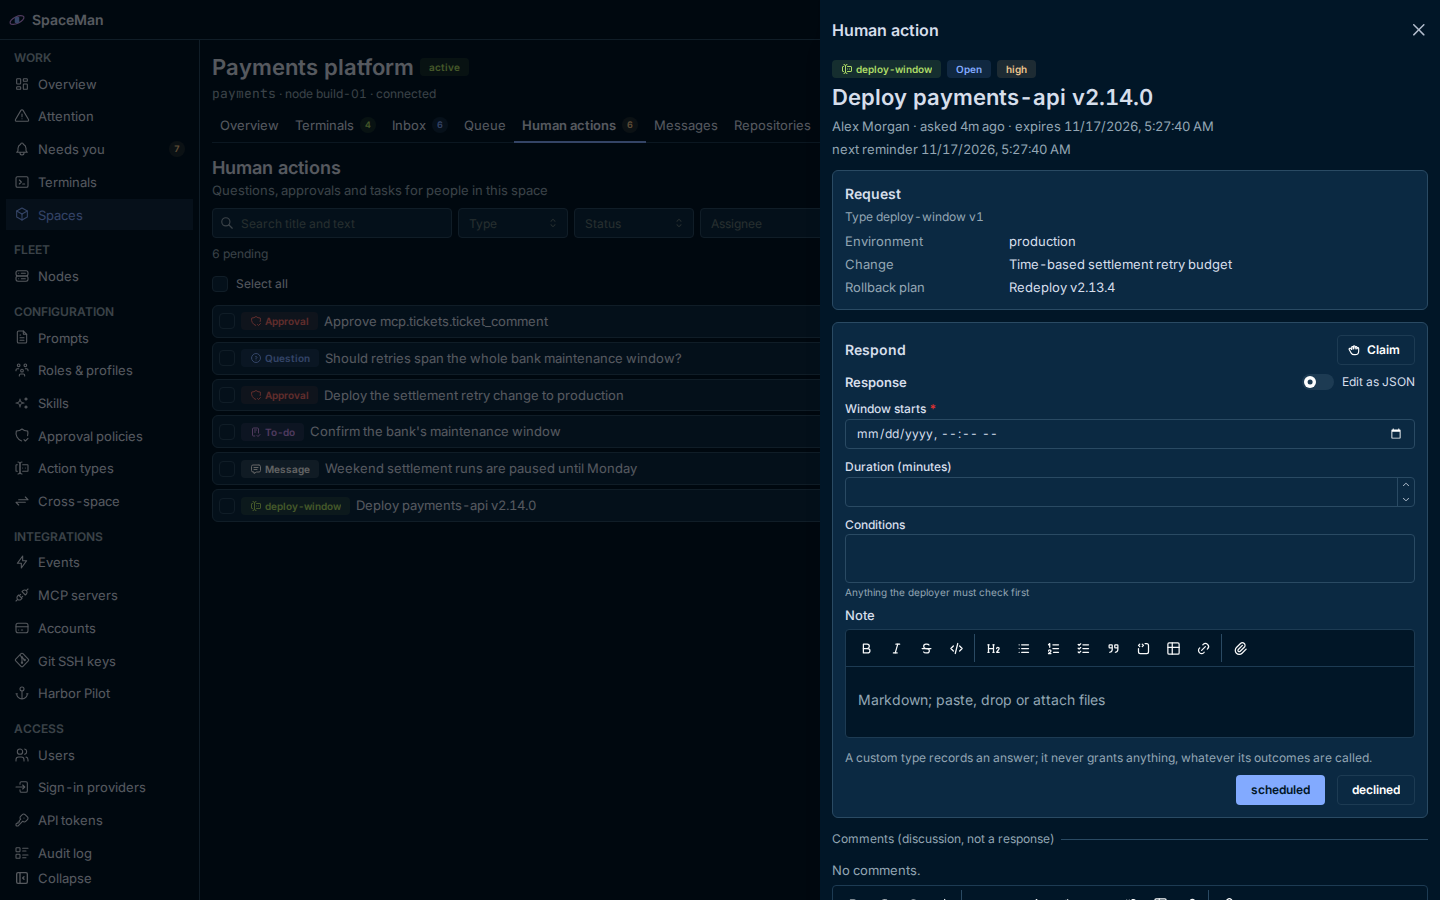 SpaceMan
WORK
Overview
Attention
Needs you 7
Terminals
Spaces
FLEET
Nodes
CONFIGURATION
Prompts
Roles & profiles
Skills
Approval policies
Action types
Cross-space
INTEGRATIONS
Events
MCP servers
Accounts
Git SSH keys
Harbor Pilot
ACCESS
Users
Sign-in providers
API tokens
Audit log
Collapse
Payments platform active
payments · node build-01 · connected
Overview Terminals 4 Inbox 6 Queue Human actions 6 Messages Repositories
Human actions
Questions, approvals and tasks for people in this space
Search title and text Type Status Assignee
6 pending
Select all
Approval Approve mcp.tickets.ticket_comment
Question Should retries span the whole bank maintenance window?
Approval Deploy the settlement retry change to production
To-do Confirm the bank's maintenance window
Message Weekend settlement runs are paused until Monday
deploy-window Deploy payments-api v2.14.0
Human action
deploy-window Open high
Deploy payments-api v2.14.0
Alex Morgan · asked 4m ago · expires 11/17/2026, 5:27:40 AM
next reminder 11/17/2026, 5:27:40 AM
Request
Type deploy-window v1
Environment production
Change Time-based settlement retry budget
Rollback plan Redeploy v2.13.4
Respond Claim
Response Edit as JSON
Window starts *
mm/dd/yyyy, --:-- --
Duration (minutes)
Conditions
Anything the deployer must check first
Note
B I S H2
Markdown; paste, drop or attach files
A custom type records an answer; it never grants anything, whatever its outcomes are called.
scheduled declined
Comments (discussion, not a response)
No comments.